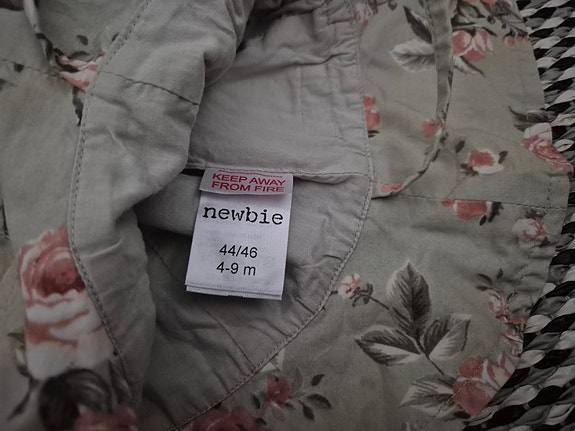 KEEP AWAY
FROM FIRE
newbie
44/46
4-9 m